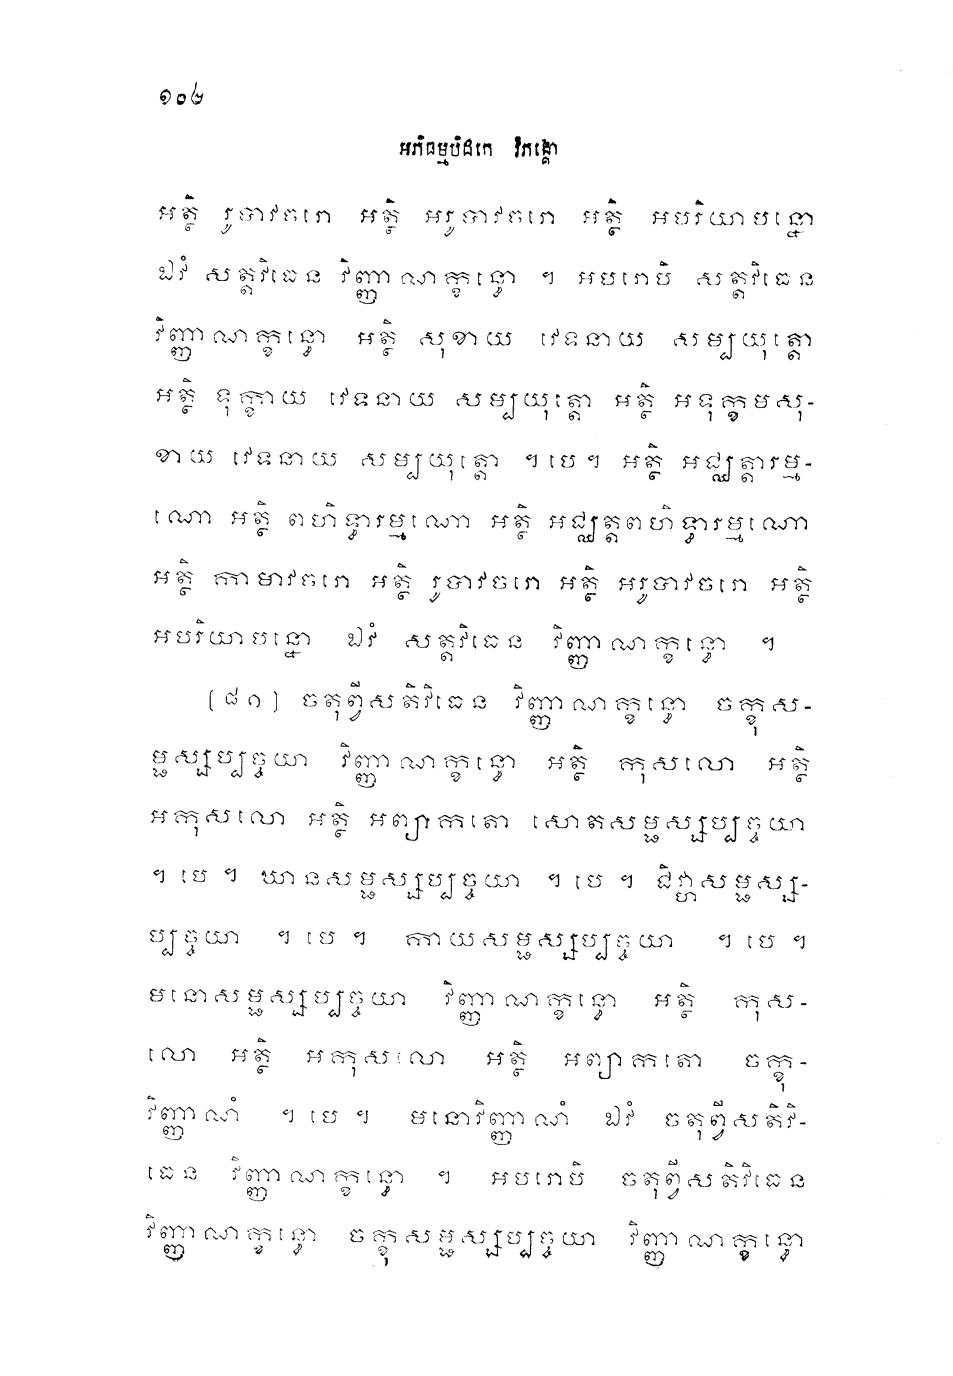 ១០៤
អភិធម្មបិដកេ វិភង្គោ
អត្ថិ រូបាវចរោ អត្ថិ អរូបាវចរោ អត្ថិ អបរិយាបន្នោ
ឯវំ សត្តវិធេន វិញ្ញាណក្ខន្ធោ ។ អបរោបិ សត្តវិធេន
វិញ្ញាណក្ខន្ធោ អត្ថិ សុខាយ វេទនាយ សម្បយុត្តោ
អត្ថិ ទុក្ខាយ វេទនាយ សម្បយុត្តោ អត្ថិ អទុក្ខមសុ-
ខាយ វេទនាយ សម្បយុត្តោ ។ បេ ។ អត្ថិ អជ្ឈត្តារម្ម-
ណោ អត្ថិ ពហិទ្ធារម្មណោ អត្ថិ អជ្ឈត្តពហិទ្ធារម្មណោ
អត្ថិ កាមាវចរោ អត្ថិ រូបាវចរោ អត្ថិ អរូបាវចរោ អត្ថិ
អបរិយាបន្នោ ឯវំ សត្តវិធេន វិញ្ញាណក្ខន្ធោ ។
[៨១] ចតុព្វីសតិវិធេន វិញ្ញាណក្ខន្ធោ ចក្ខុស-
ម្ផស្សប្បច្ចយា វិញ្ញាណក្ខន្ធោ អត្ថិ កុសលោ អត្ថិ
អកុសលោ អត្ថិ អព្យាកតោ សោតសម្ផស្សប្បច្ចយា
។ បេ ។ ឃានសម្ផស្សប្បច្ចយា ។ បេ ។ ជិវ្ហាសម្ផស្ស-
ប្បច្ចយា ។ បេ ។ កាយសម្ផស្សប្បច្ចយា ។ បេ ។
មនោសម្ផស្សប្បច្ចយា វិញ្ញាណក្ខន្ធោ អត្ថិ កុស-
លោ អត្ថិ អកុសលោ អត្ថិ អព្យាកតោ ចក្ខុ-
វិញ្ញាណំ ។ បេ ។ មនោវិញ្ញាណំ ឯវំ ចតុព្វីសតិវិ-
ធេន វិញ្ញាណក្ខន្ធោ ។ អបរោបិ ចតុព្វីសតិវិធេន
វិញ្ញាណក្ខន្ធោ ចក្ខុសម្ផស្សប្បច្ចយា វិញ្ញាណក្ខន្ធោ